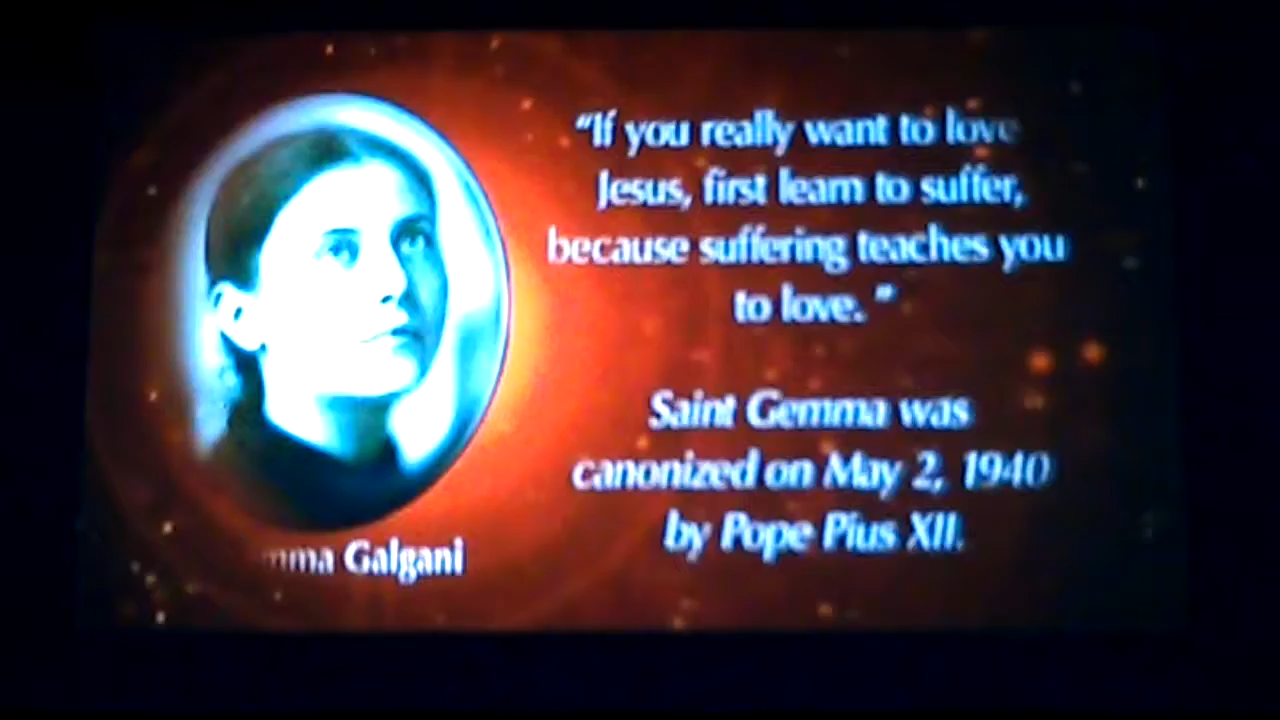 “If you really want to love
Jesus, first learn to suffer,
because suffering teaches you
to love. ”
Saint Gemma was
canonized on May 2, 1940
by Pope Pius XII.
mma Galgani